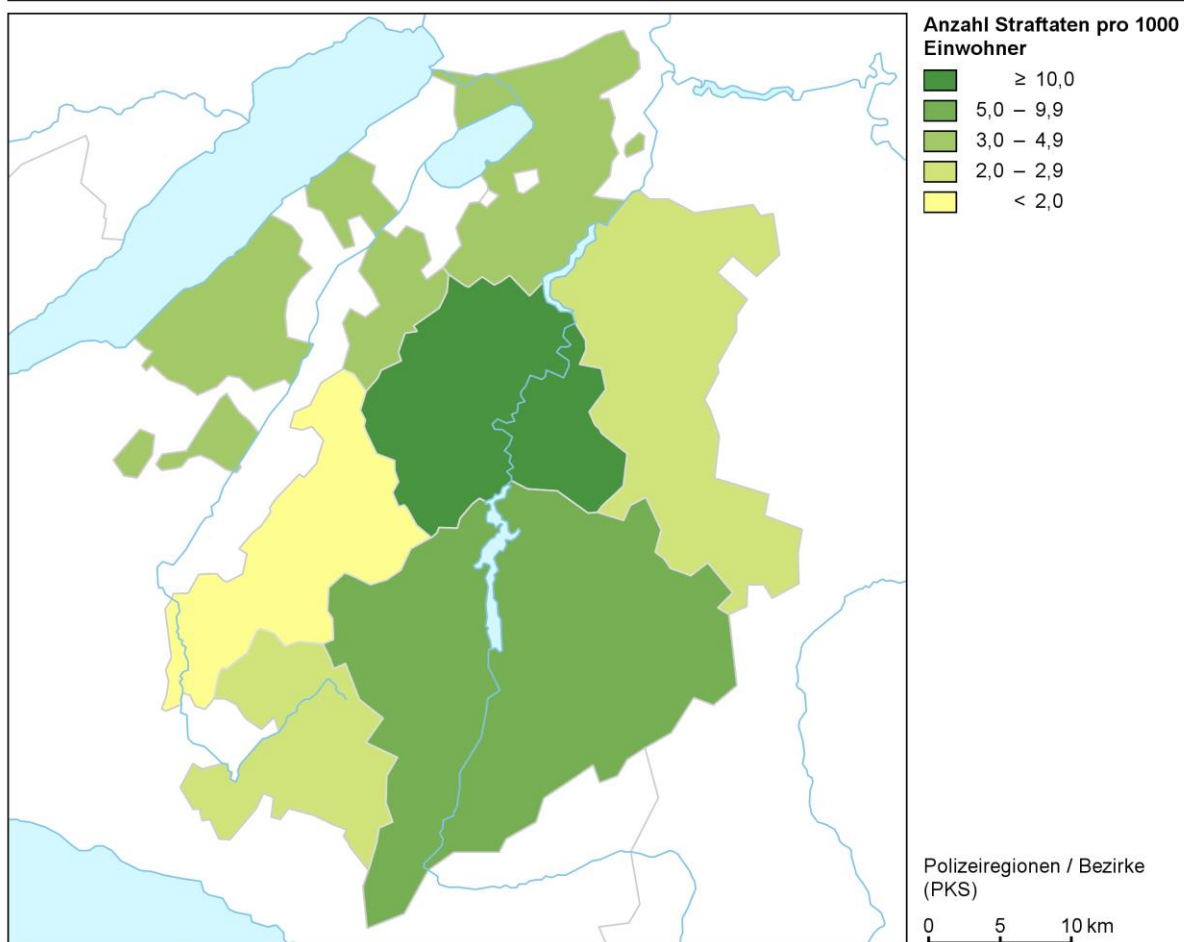 Anzahl Straftaten pro 1000
Einwohner
≥ 10,0
5,0 – 9,9
3,0 – 4,9
2,0 – 2,9
< 2,0
Polizeiregionen / Bezirke
(PKS)
0 5 10 km